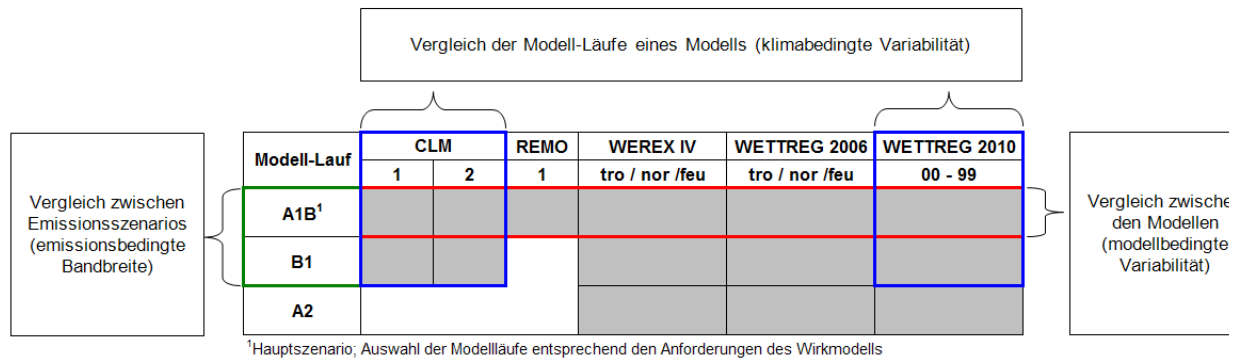 Vergleich der Modell-Läufe eines Modells (klimabedingte Variabilität)
Vergleich zwischen
Emissionsszenarios
(emissionsbedingte
Bandbreite)
Modell-Lauf CLM REMO WEREX IV WETTREG 2006 WETTREG 2010
1 2 1 tro / nor /feu tro / nor /feu 00 - 99
A1B¹
B1
A2
Vergleich zwische
den Modellen
(modellbedingte
Variabilität)
¹Hauptszenario; Auswahl der Modellläufe entsprechend den Anforderungen des Wirkmodells